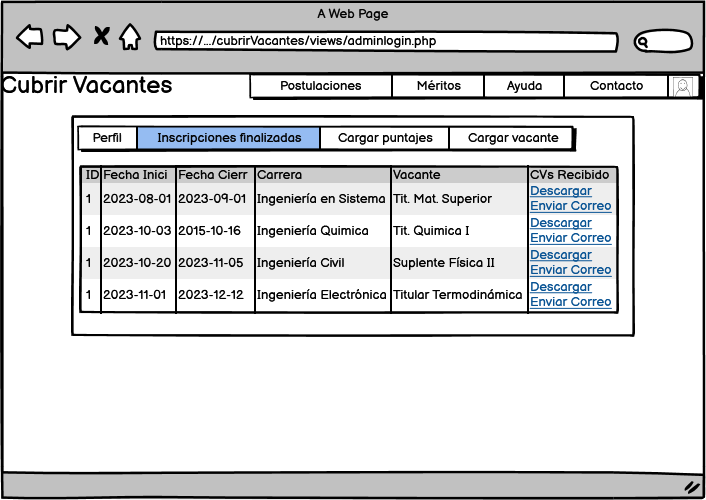 A Web Page
https://.../cubrirVacantes/views/adminlogin.php
Cubrir Vacantes
Postulaciones Méritos Ayuda Contacto
Perfil Inscripciones finalizadas Cargar puntajes Cargar vacante
ID Fecha Inici Fecha Cierr Carrera Vacante CVs Recibido
1 2023-08-01 2023-09-01 Ingeniería en Sistema Tit. Mat. Superior Descargar
Enviar Correo
1 2023-10-03 2015-10-16 Ingeniería Quimica Tit. Quimica I Descargar
Enviar Correo
1 2023-10-20 2023-11-05 Ingeniería Civil Suplente Física II Descargar
Enviar Correo
1 2023-11-01 2023-12-12 Ingeniería Electrónica Titular Termodinámica Descargar
Enviar Correo